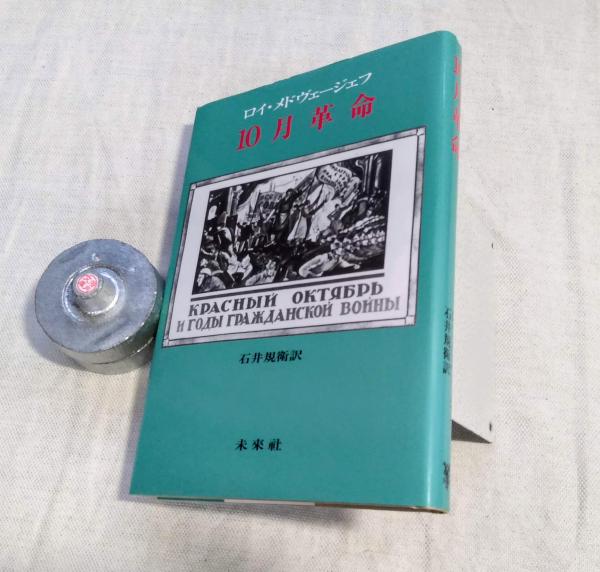 ロイ・メドヴェージェフ
10月革命
КРАСНЫЙ ОКТЯБРЬ
И ГОДЫ ГРАЖДАНСКОЙ ВОЙНЫ
石井規衛訳
未来社
10月革命
石井規衛訳